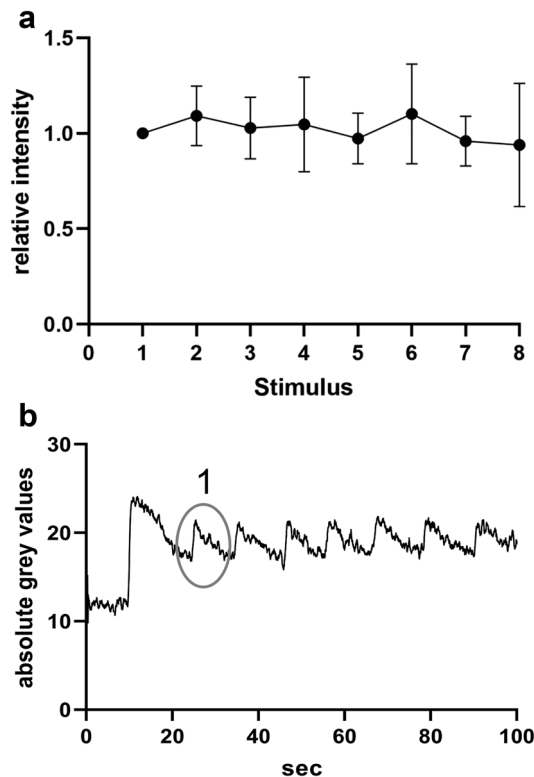 a
1.5
1.0
0.5
0.0
relative intensity
0 1 2 3 4 5 6 7 8
Stimulus
b
30
20
10
0
absolute grey values
1
0 20 40 60 80 100
sec